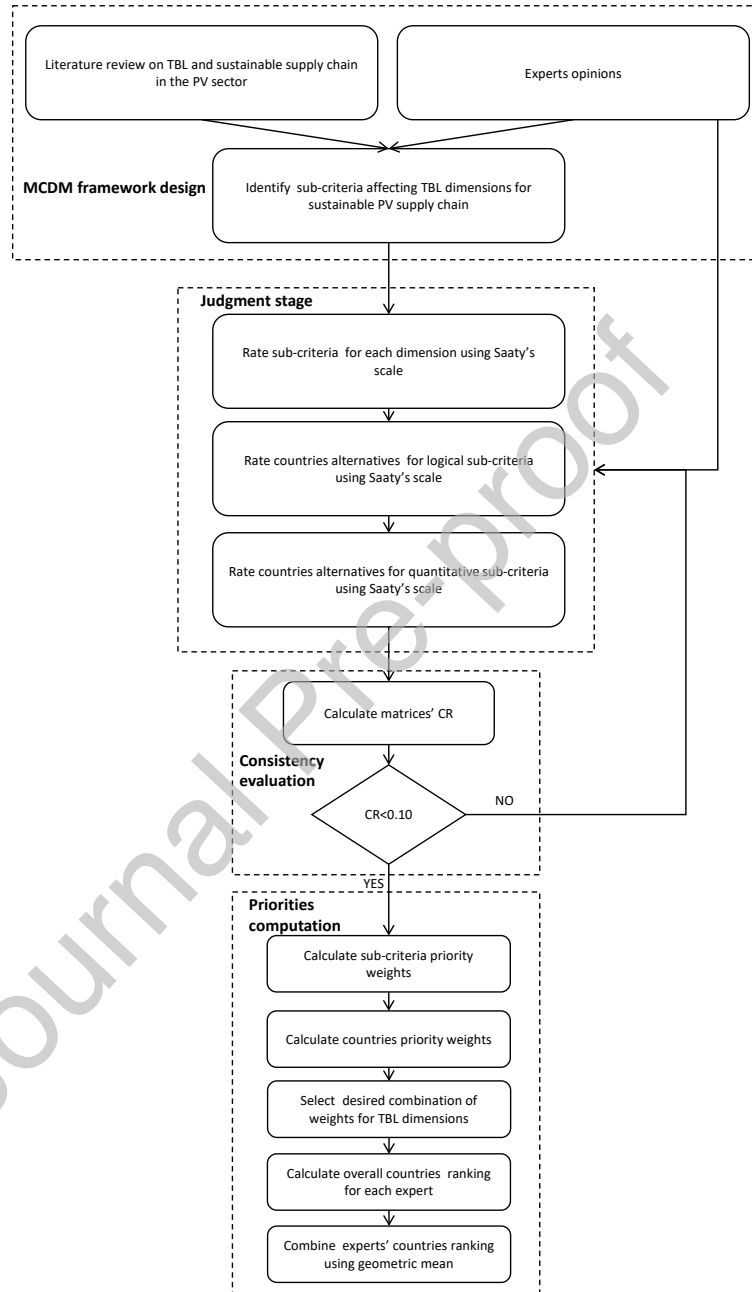 Literature review on TBL and sustainable supply chain
in the PV sector
Experts opinions
MCDM framework design
Identify sub-criteria affecting TBL dimensions for
sustainable PV supply chain
Judgment stage
Rate sub-criteria for each dimension using Saaty's
scale
Rate countries alternatives for logical sub-criteria
using Saaty's scale
Rate countries alternatives for quantitative sub-criteria
using Saaty's scale
Calculate matrices' CR
Consistency
evaluation
CR<0.10
NO
YES
Priorities
computation
Calculate sub-criteria priority
weights
Calculate countries priority weights
Select desired combination of
weights for TBL dimensions
Calculate overall countries ranking
for each expert
Combine experts' countries ranking
using geometric mean
Journal Pre-proof